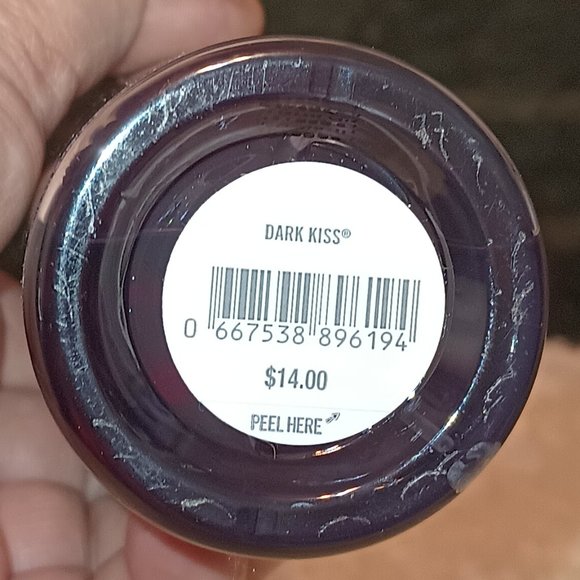 DARK KISS®
0 667538 896194
$14.00
PEEL HERE